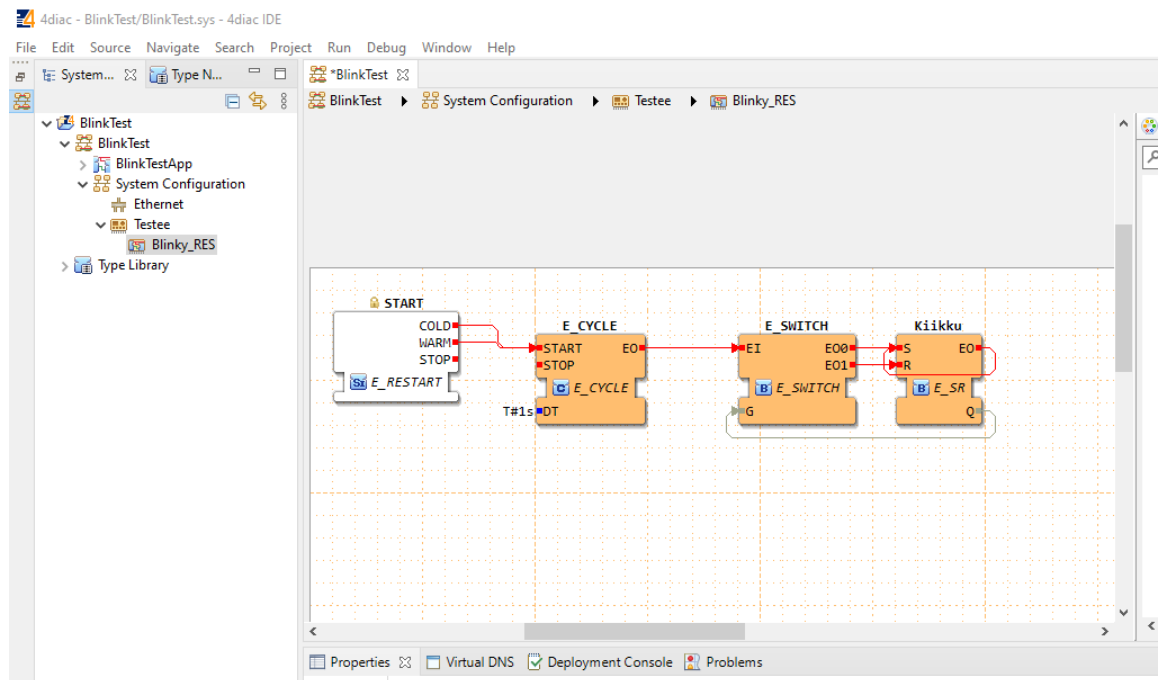 4diac - BlinkTest/BlinkTest.sys - 4diac IDE
File Edit Source Navigate Search Project Run Debug Window Help
System... Type N...
*BlinkTest
BlinkTest System Configuration Testee Blinky_RES
BlinkTest
BlinkTest
BlinkTestApp
System Configuration
Ethernet
Testee
Blinky_RES
Type Library
START
COLD
WARM
STOP
E_RESTART
E_CYCLE
START EO
STOP
E_CYCLE
T#1s DT
E_SWITCH
EI EO0
EO1
E_SWITCH
G
Kiikku
S EO
R
E_SR
Q
Properties Virtual DNS Deployment Console Problems